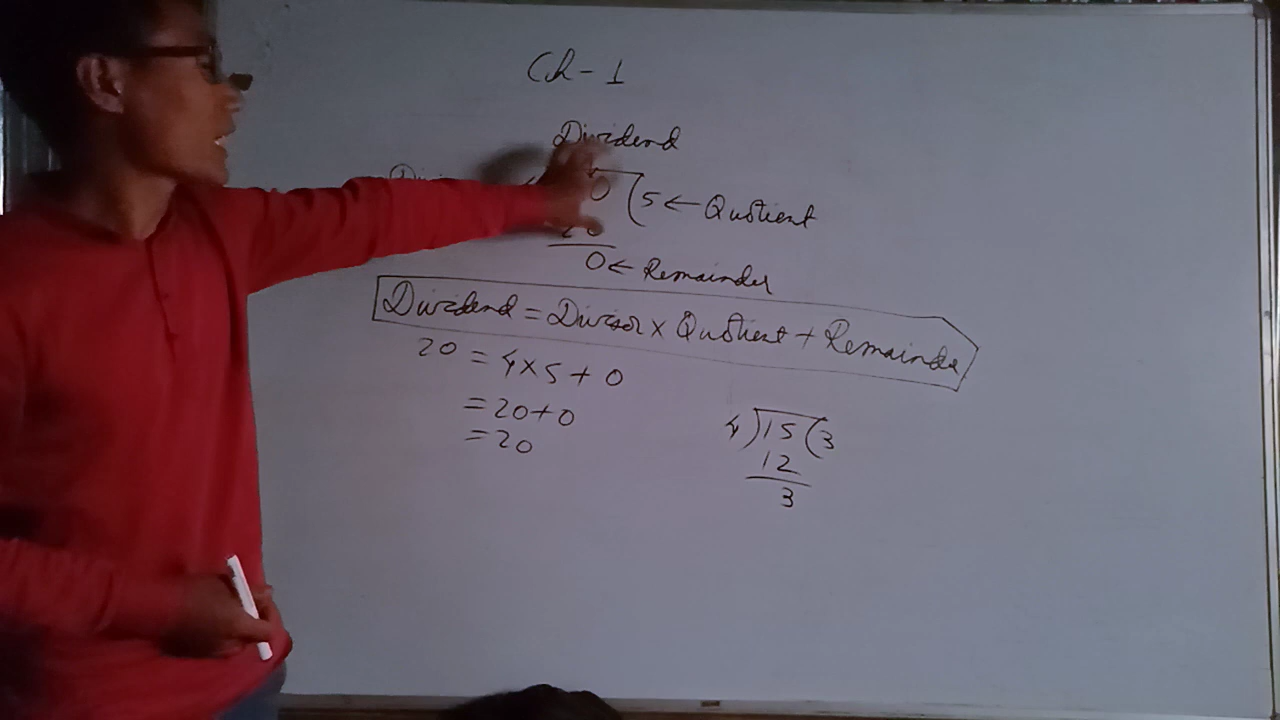 Ch-1
Dividend
0 (5 ← Quotient
0 ← Remainder
Dividend = Divisor × Quotient + Remainder
20 = 4×5 + 0
= 20+0
= 20
4)15(3
12
3